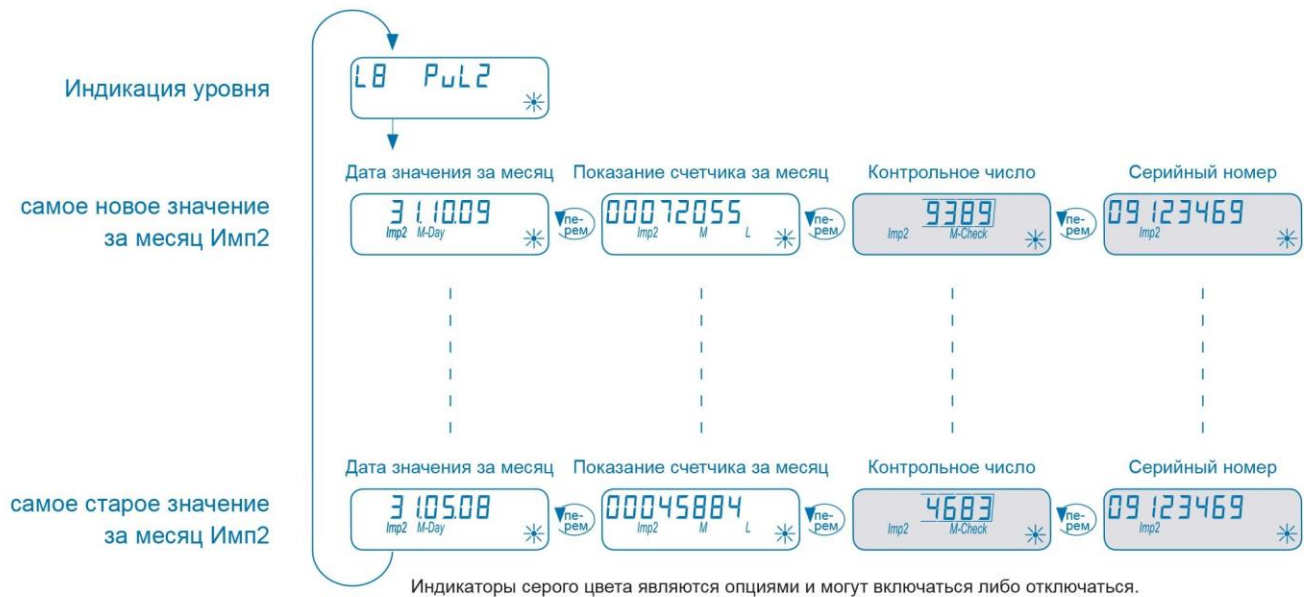 L8 PuL2
Индикация уровня
Дата значения за месяц Показание счетчика за месяц Контрольное число Серийный номер
самое новое значение
за месяц Имп2
31.10.09 пе-рем 00072055 пе-рем 9389 пе-рем 09123469
Imp2 M-Day Imp2 M L Imp2 M-Check Imp2
Дата значения за месяц Показание счетчика за месяц Контрольное число Серийный номер
самое старое значение
за месяц Имп2
31.05.08 пе-рем 00045884 пе-рем 4683 пе-рем 09123469
Imp2 M-Day Imp2 M L Imp2 M-Check Imp2
Индикаторы серого цвета являются опциями и могут включаться либо отключаться.